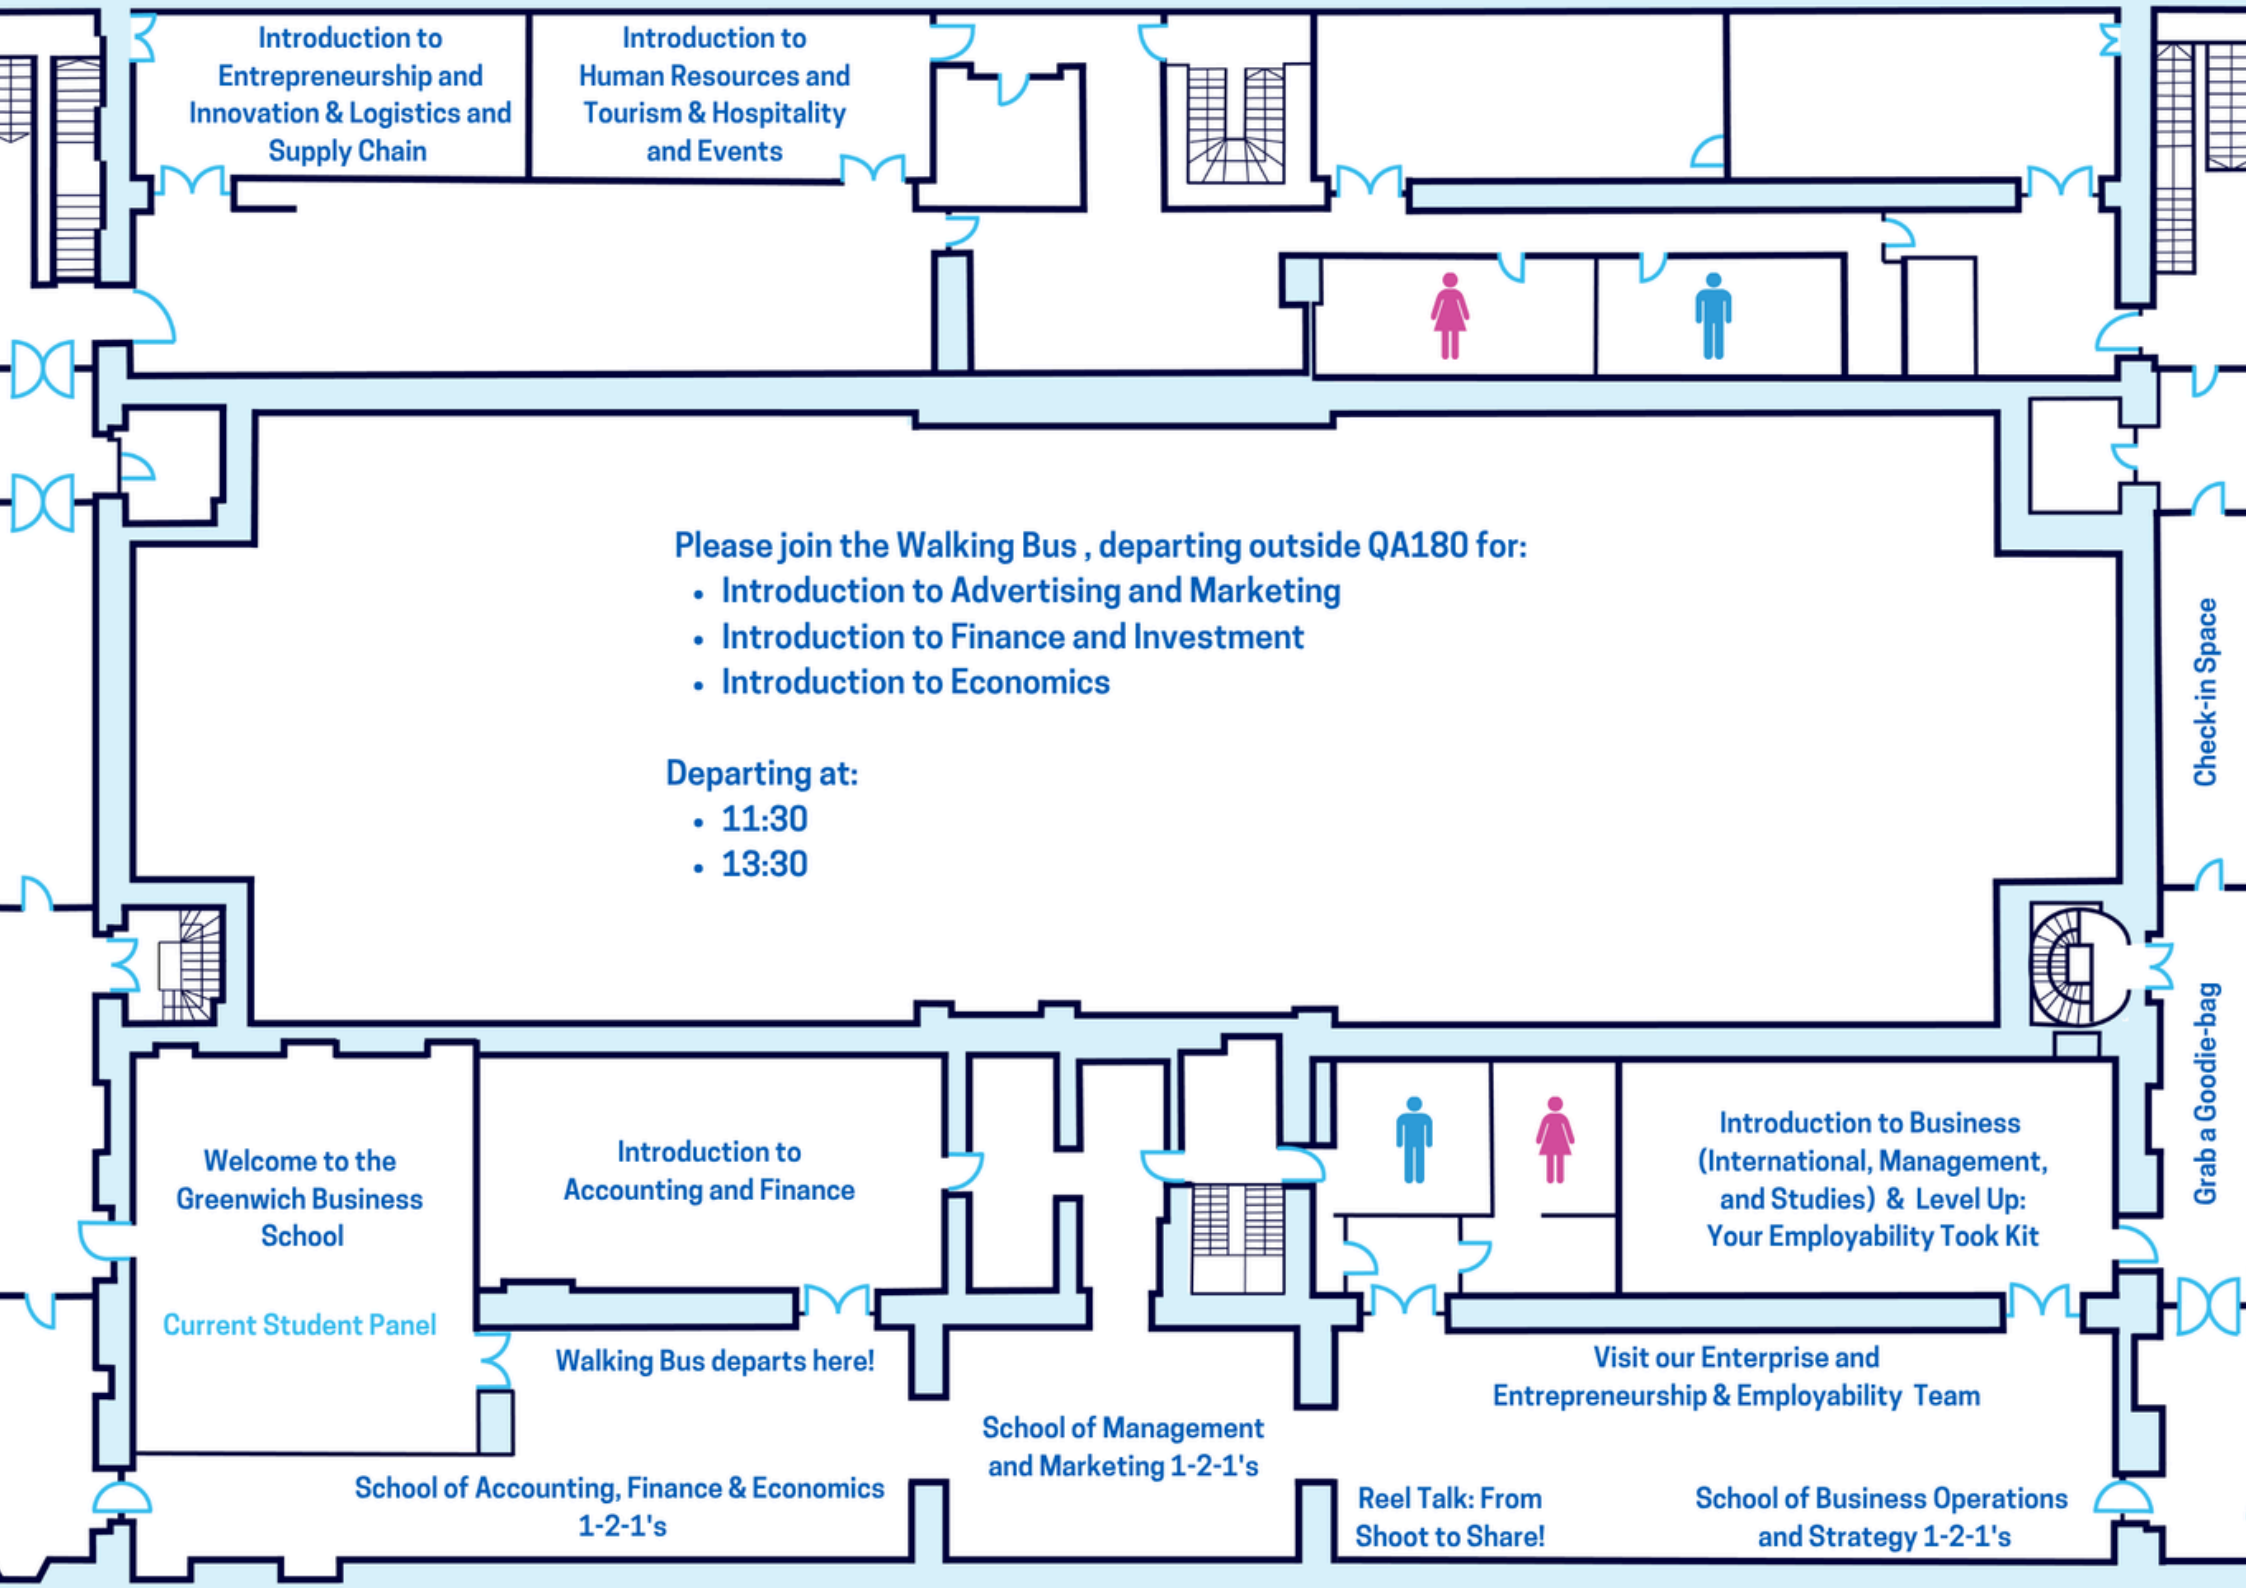 Introduction to
Entrepreneurship and
Innovation & Logistics and
Supply Chain
Introduction to
Human Resources and
Tourism & Hospitality
and Events
Please join the Walking Bus , departing outside QA180 for:
• Introduction to Advertising and Marketing
• Introduction to Finance and Investment
• Introduction to Economics
Departing at:
• 11:30
• 13:30
Check-in Space
Grab a Goodie-bag
Welcome to the
Greenwich Business
School
Current Student Panel
Introduction to
Accounting and Finance
Introduction to Business
(International, Management,
and Studies) & Level Up:
Your Employability Took Kit
Walking Bus departs here!
School of Accounting, Finance & Economics
1-2-1's
School of Management
and Marketing 1-2-1's
Visit our Enterprise and
Entrepreneurship & Employability Team
Reel Talk: From
Shoot to Share!
School of Business Operations
and Strategy 1-2-1's